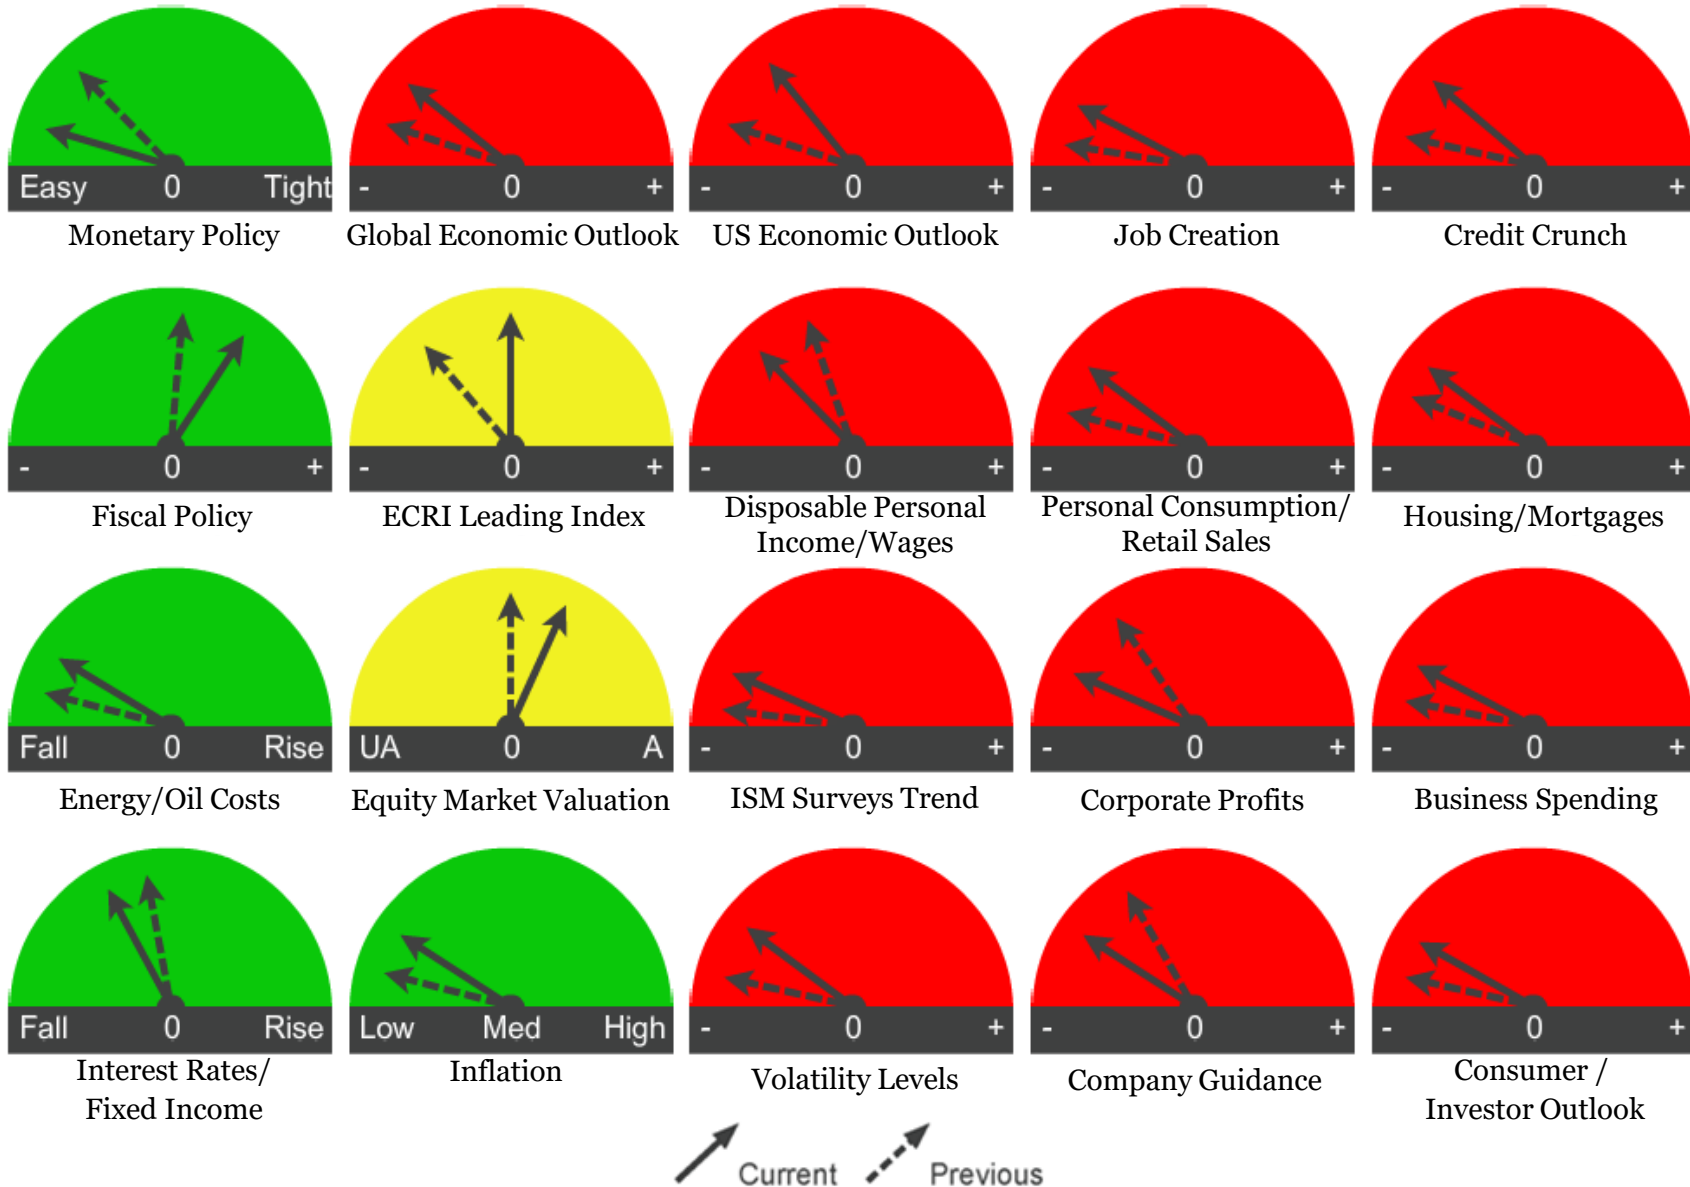 Easy 0 Tight
- 0 +
- 0 +
- 0 +
- 0 +
Monetary Policy
Global Economic Outlook
US Economic Outlook
Job Creation
Credit Crunch
- 0 +
- 0 +
- 0 +
- 0 +
- 0 +
Fiscal Policy
ECRI Leading Index
Disposable Personal
Income/Wages
Personal Consumption/
Retail Sales
Housing/Mortgages
Fall 0 Rise
UA 0 A
- 0 +
- 0 +
- 0 +
Energy/Oil Costs
Equity Market Valuation
ISM Surveys Trend
Corporate Profits
Business Spending
Fall 0 Rise
Low Med High
- 0 +
- 0 +
- 0 +
Interest Rates/
Fixed Income
Inflation
Volatility Levels
Company Guidance
Consumer /
Investor Outlook
Current
Previous